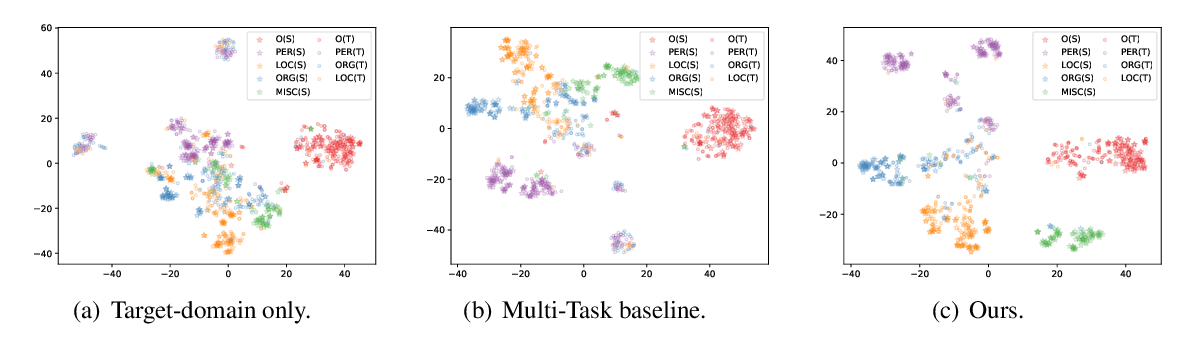 60
40
20
0
−20
−40
−40
−20
0
20
40
O(S)
O(T)
PER(S)
PER(T)
LOC(S)
ORG(T)
ORG(S)
LOC(T)
MISC(S)
(a) Target-domain only.
20
0
−20
−40
−40
−20
0
20
40
O(S)
O(T)
PER(S)
PER(T)
LOC(S)
ORG(T)
ORG(S)
LOC(T)
MISC(S)
(b) Multi-Task baseline.
40
20
0
−20
−40
−20
0
20
40
O(S)
O(T)
PER(S)
PER(T)
LOC(S)
ORG(T)
ORG(S)
LOC(T)
MISC(S)
(c) Ours.